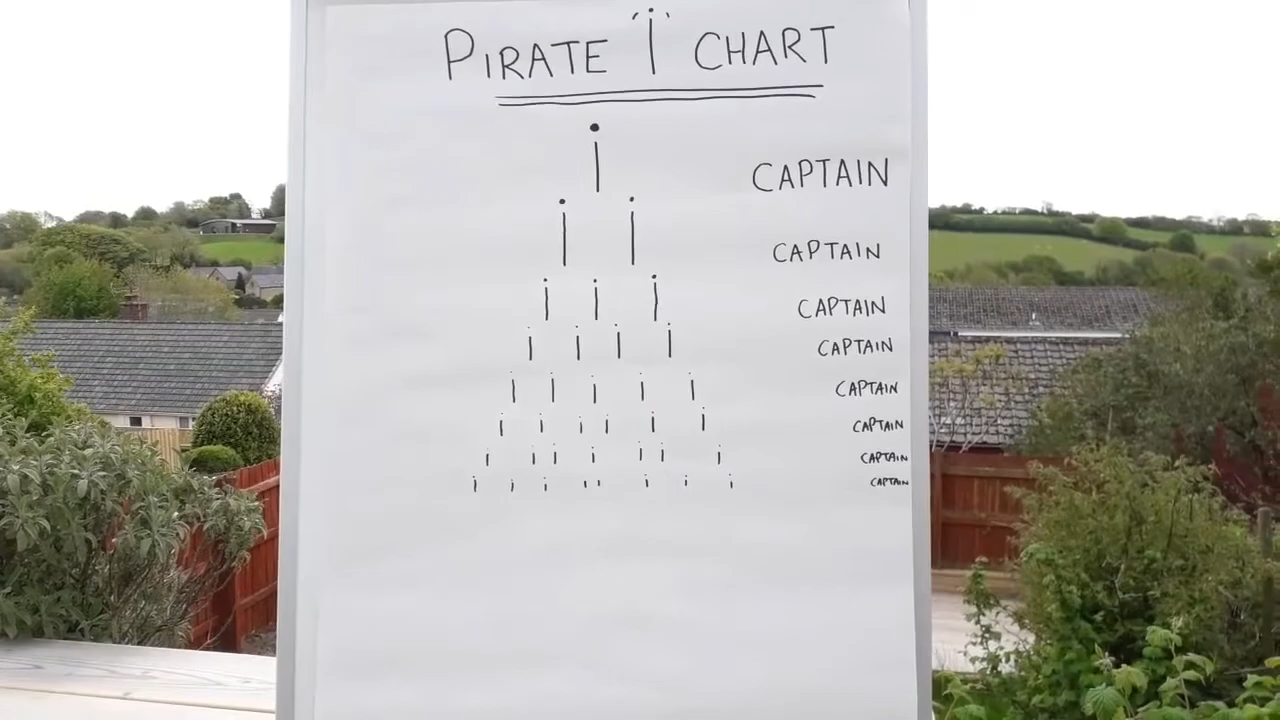 PIRATE "i" CHART
i CAPTAIN
i i CAPTAIN
i i i CAPTAIN
i i i i CAPTAIN
i i i i i CAPTAIN
i i i i i i CAPTAIN
i i i i i i i CAPTAIN
i i i i i i i i CAPTAIN